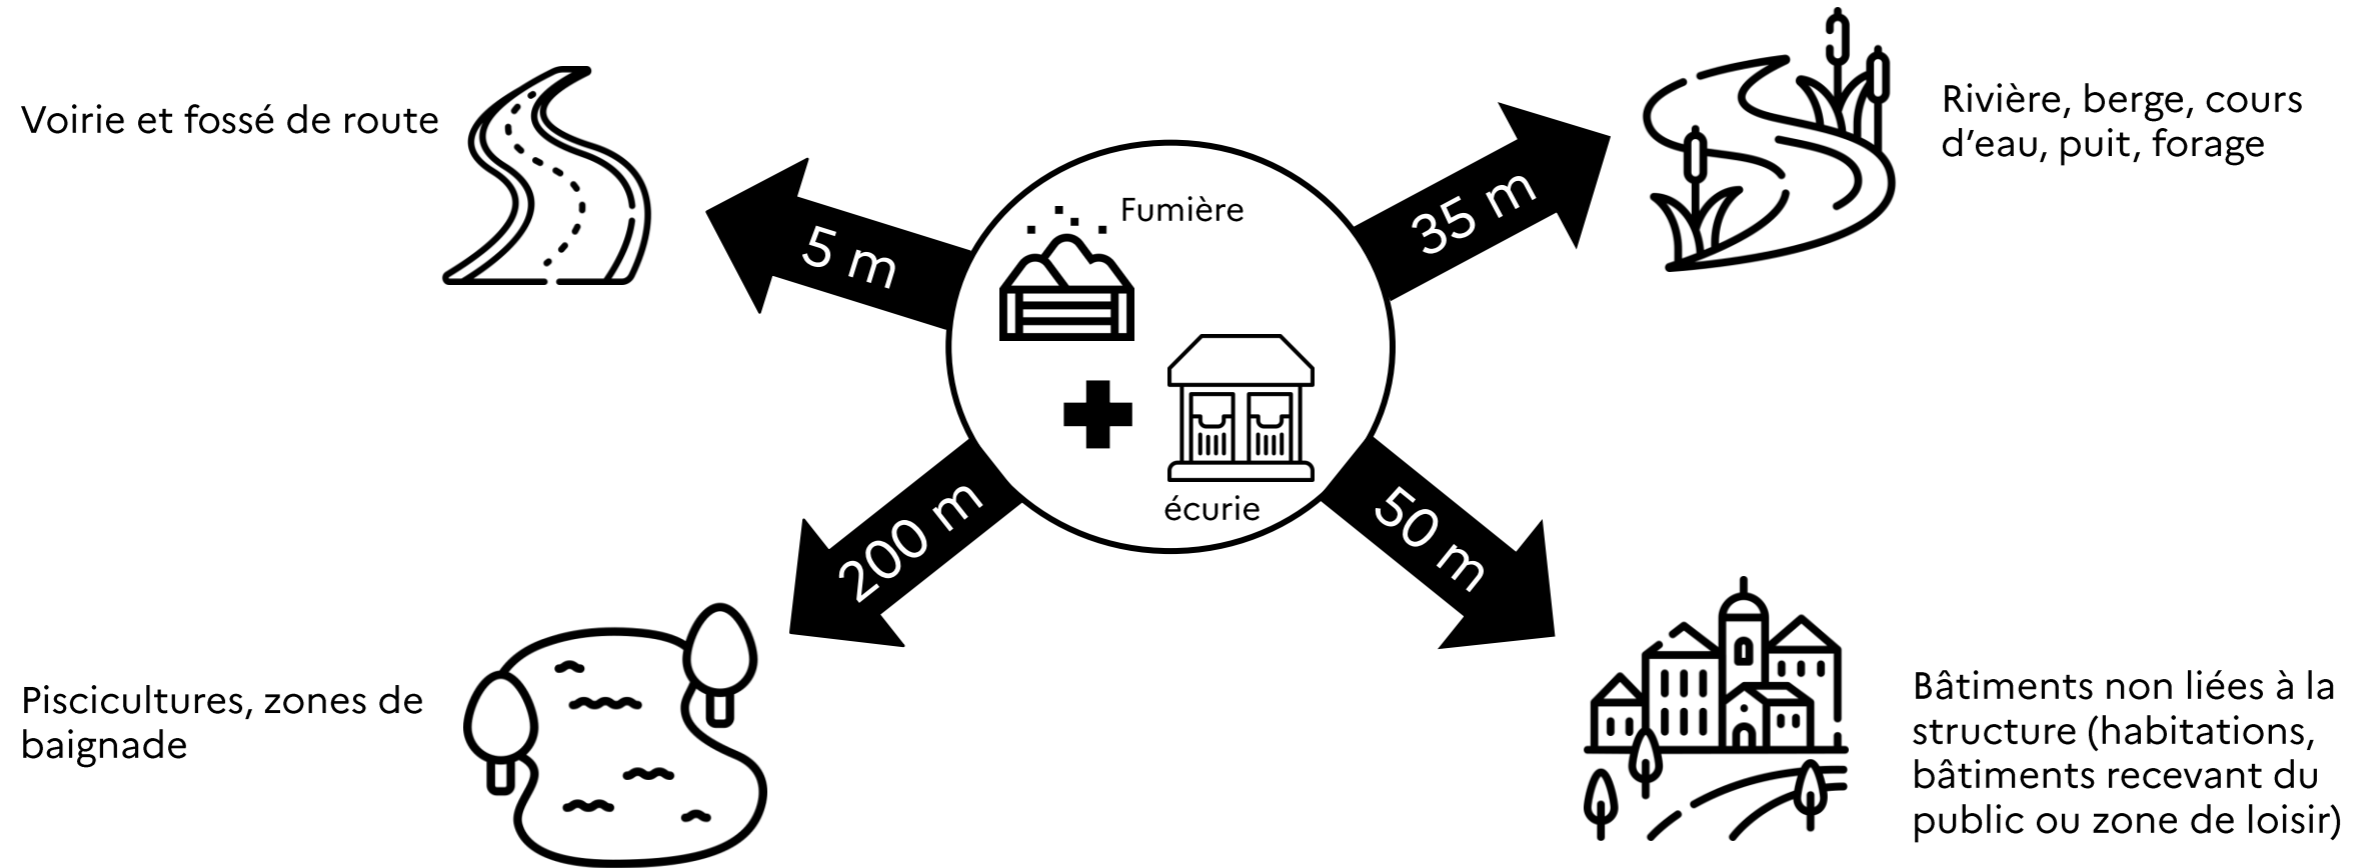 Voirie et fossé de route
5 m
Fumière
35 m
Rivière, berge, cours
d'eau, puit, forage
écurie
200 m
50 m
Piscicultures, zones de
baignade
Bâtiments non liées à la
structure (habitations,
bâtiments recevant du
public ou zone de loisir)